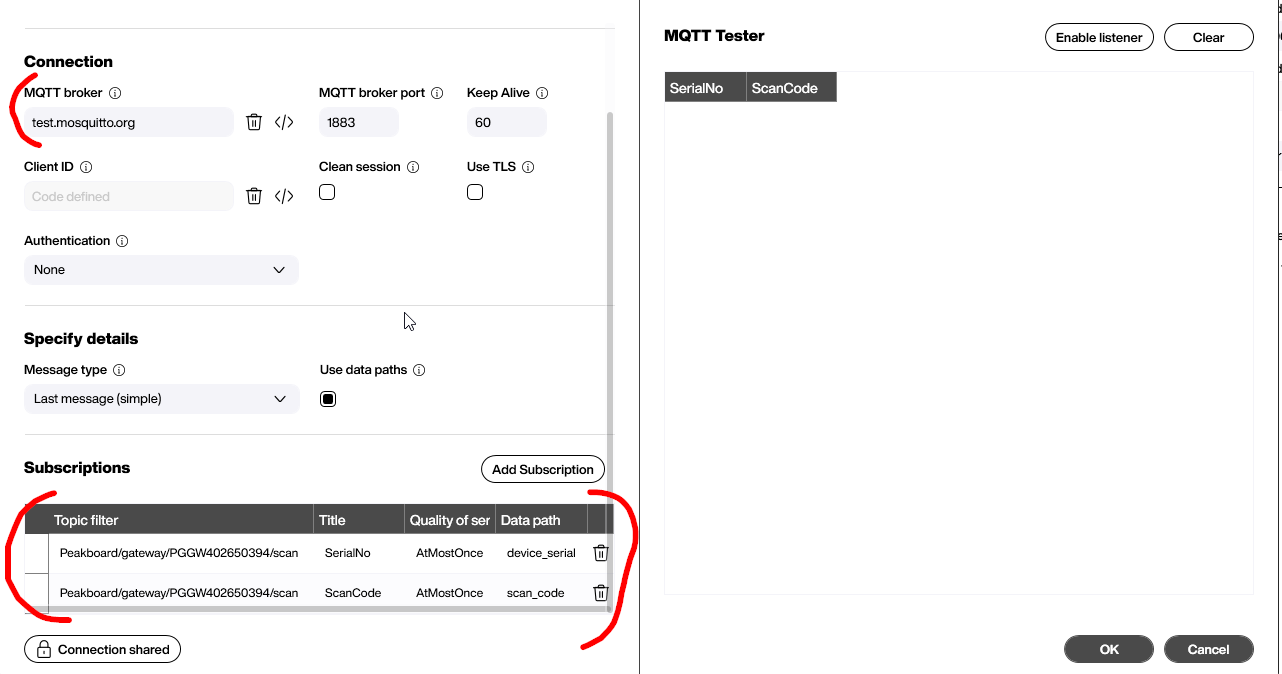 Connection
MQTT broker
MQTT broker port
Keep Alive
test.mosquitto.org
1883
60
Client ID
Clean session
Use TLS
Code defined
Authentication
None
Specify details
Message type
Use data paths
Last message (simple)
Subscriptions
Add Subscription
Topic filter Title Quality of ser Data path
Peakboard/gateway/PGGW402650394/scan SerialNo AtMostOnce device_serial
Peakboard/gateway/PGGW402650394/scan ScanCode AtMostOnce scan_code
Connection shared
MQTT Tester
Enable listener
Clear
SerialNo ScanCode
OK
Cancel